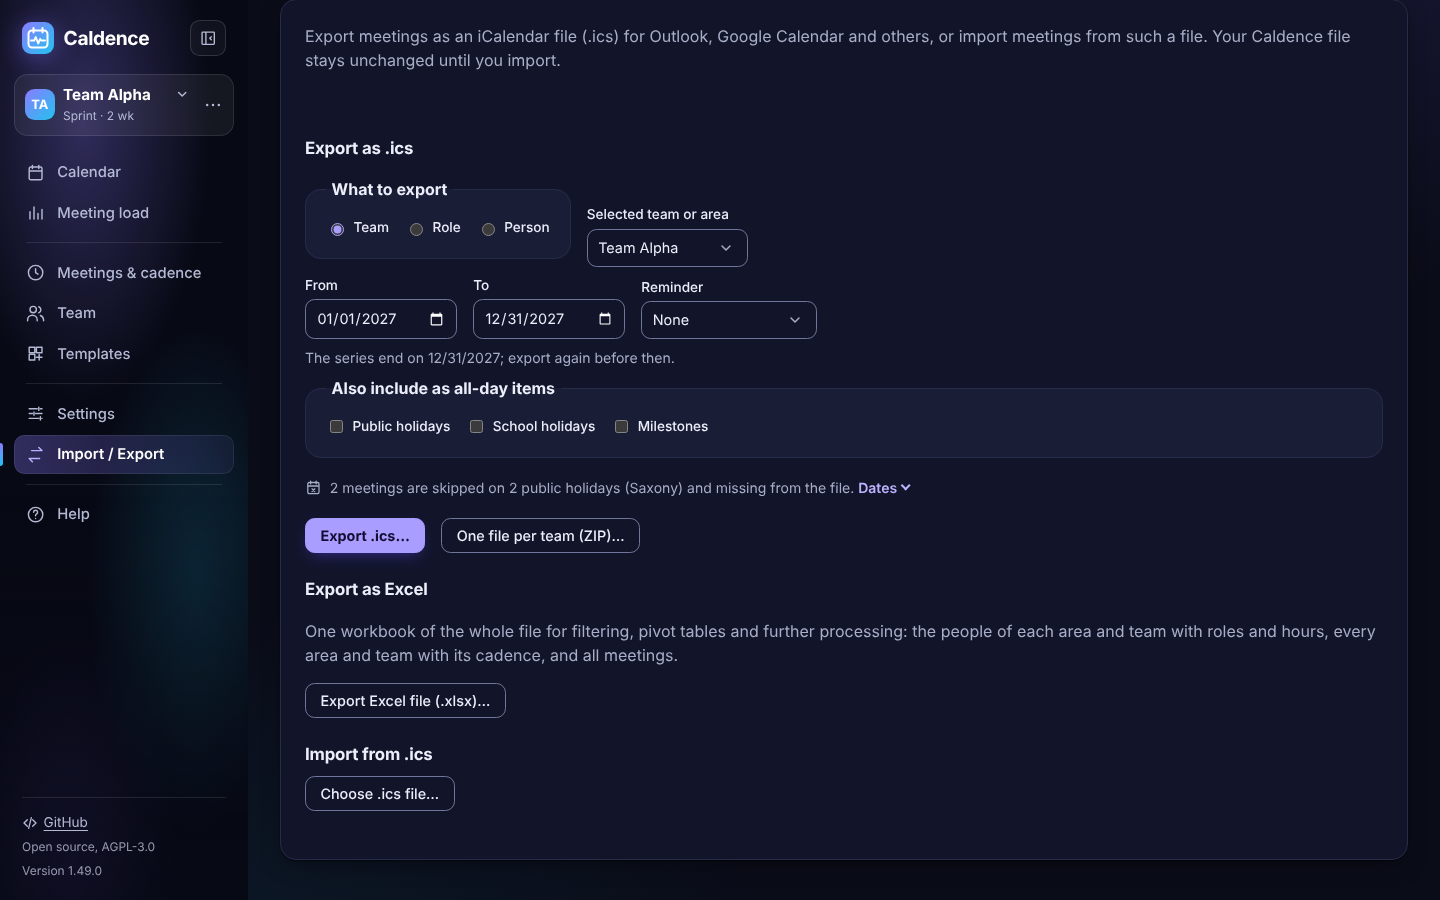 Caldence
TA
Team Alpha
Sprint · 2 wk
Calendar
Meeting load
Meetings & cadence
Team
Templates
Settings
Import / Export
Help
GitHub
Open source, AGPL-3.0
Version 1.49.0
Export meetings as an iCalendar file (.ics) for Outlook, Google Calendar and others, or import meetings from such a file. Your Caldence file
stays unchanged until you import.
Export as .ics
What to export
Team Role Person
Selected team or area
Team Alpha
From To Reminder
01/01/2027 12/31/2027 None
The series end on 12/31/2027; export again before then.
Also include as all-day items
Public holidays School holidays Milestones
2 meetings are skipped on 2 public holidays (Saxony) and missing from the file. Dates
Export .ics... One file per team (ZIP)...
Export as Excel
One workbook of the whole file for filtering, pivot tables and further processing: the people of each area and team with roles and hours, every
area and team with its cadence, and all meetings.
Export Excel file (.xlsx)...
Import from .ics
Choose .ics file...